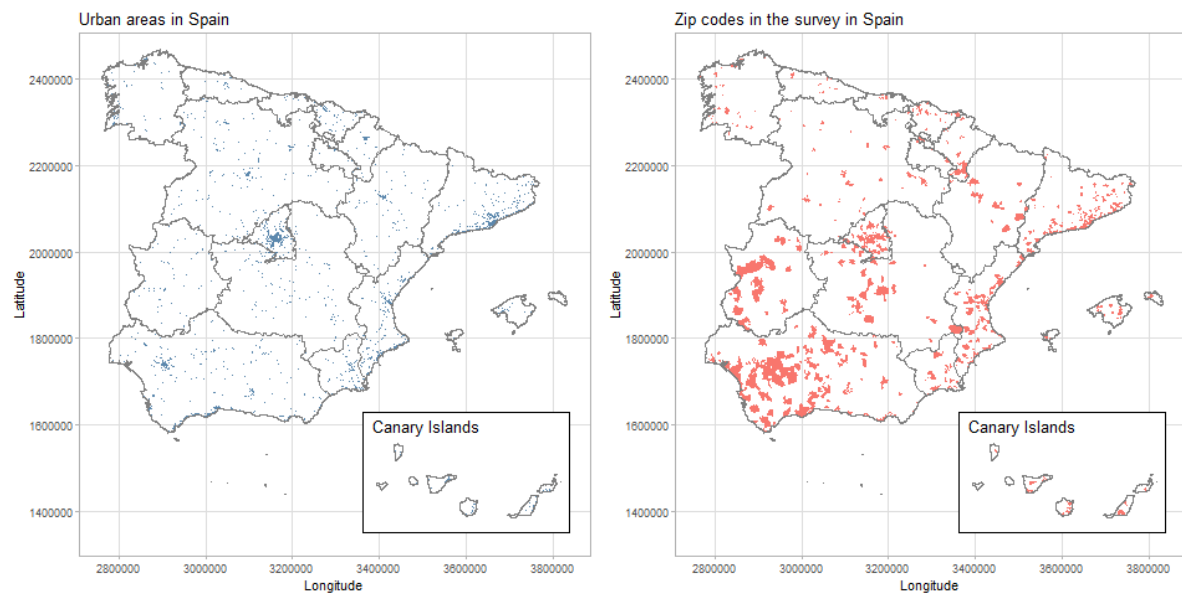 Urban areas in Spain
2400000
2200000
2000000
1800000
1600000
1400000
Latitude
Canary Islands
2800000 3000000 3200000 3400000 3600000 3800000
Longitude
Zip codes in the survey in Spain
2400000
2200000
2000000
1800000
1600000
1400000
Latitude
Canary Islands
2800000 3000000 3200000 3400000 3600000 3800000
Longitude